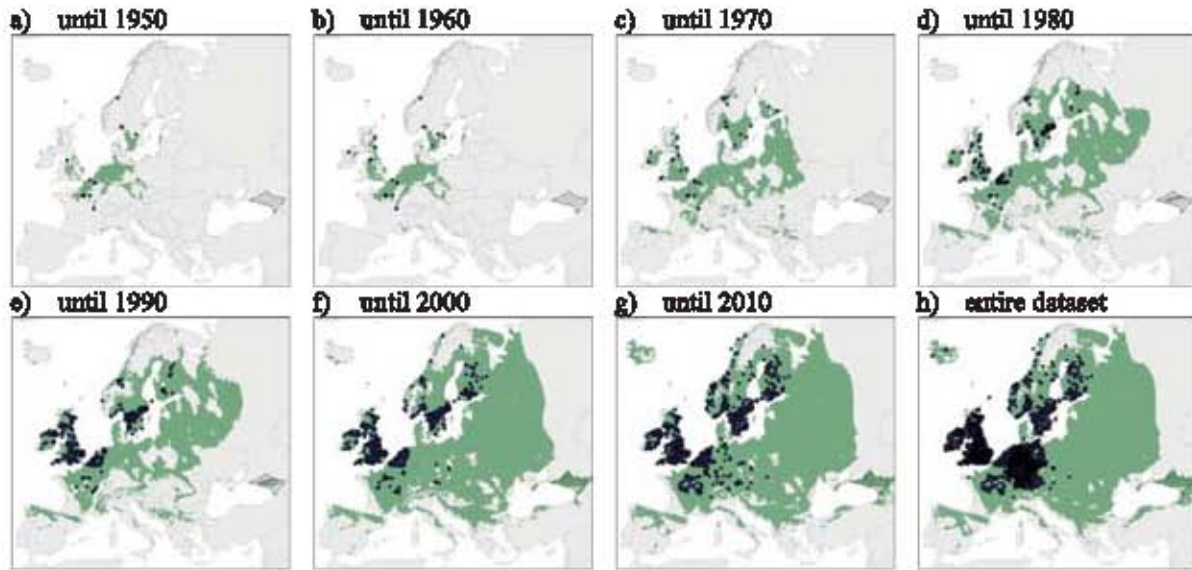 a) until 1950
b) until 1960
c) until 1970
d) until 1980
e) until 1990
f) until 2000
g) until 2010
h) entire dataset